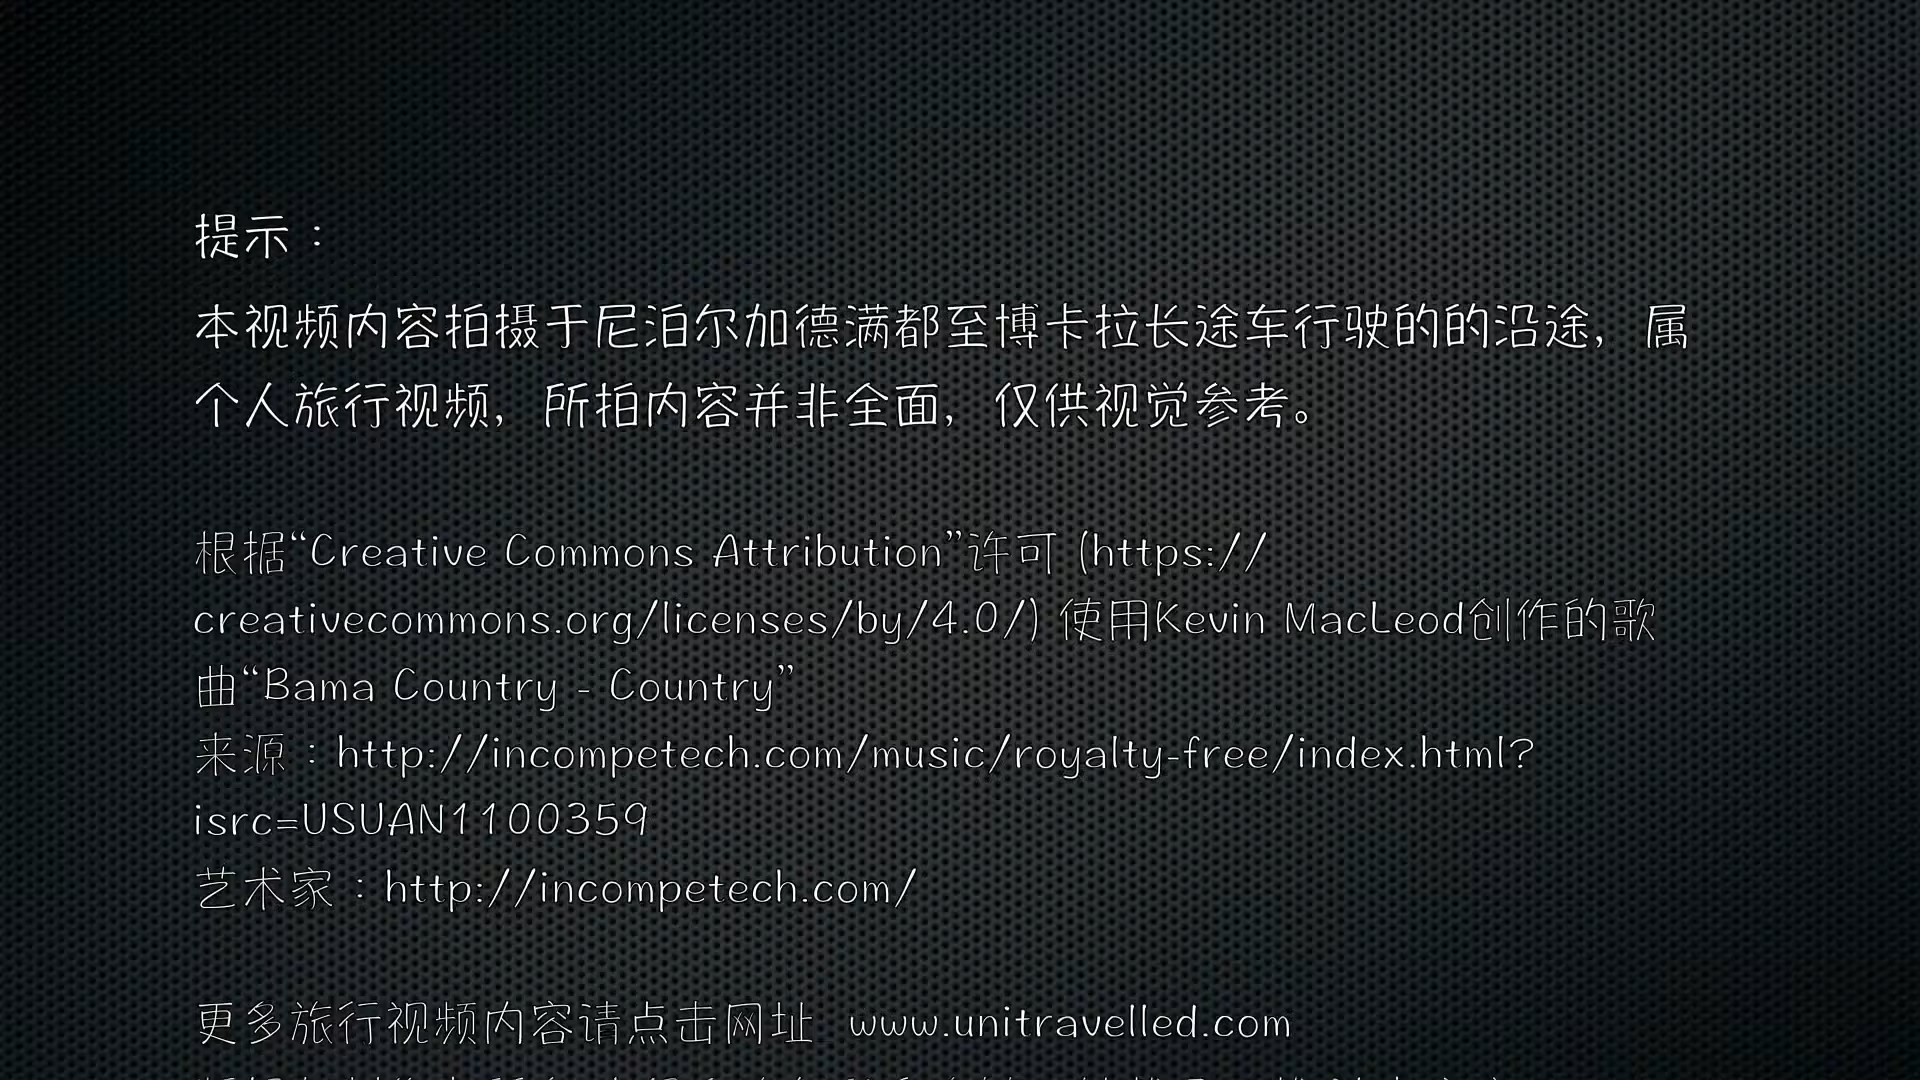 提示：
本视频内容拍摄于尼泊尔加德满都至博卡拉长途车行驶的的沿途，属
个人旅行视频，所拍内容并非全面，仅供视觉参考。
根据“Creative Commons Attribution”许可 (https://
creativecommons.org/licenses/by/4.0/) 使用Kevin MacLeod创作的歌
曲“Bama Country - Country”
来源：http://incompetech.com/music/royalty-free/index.html?
isrc=USUAN1100359
艺术家：http://incompetech.com/
更多旅行视频内容请点击网址 www.unitravelled.com